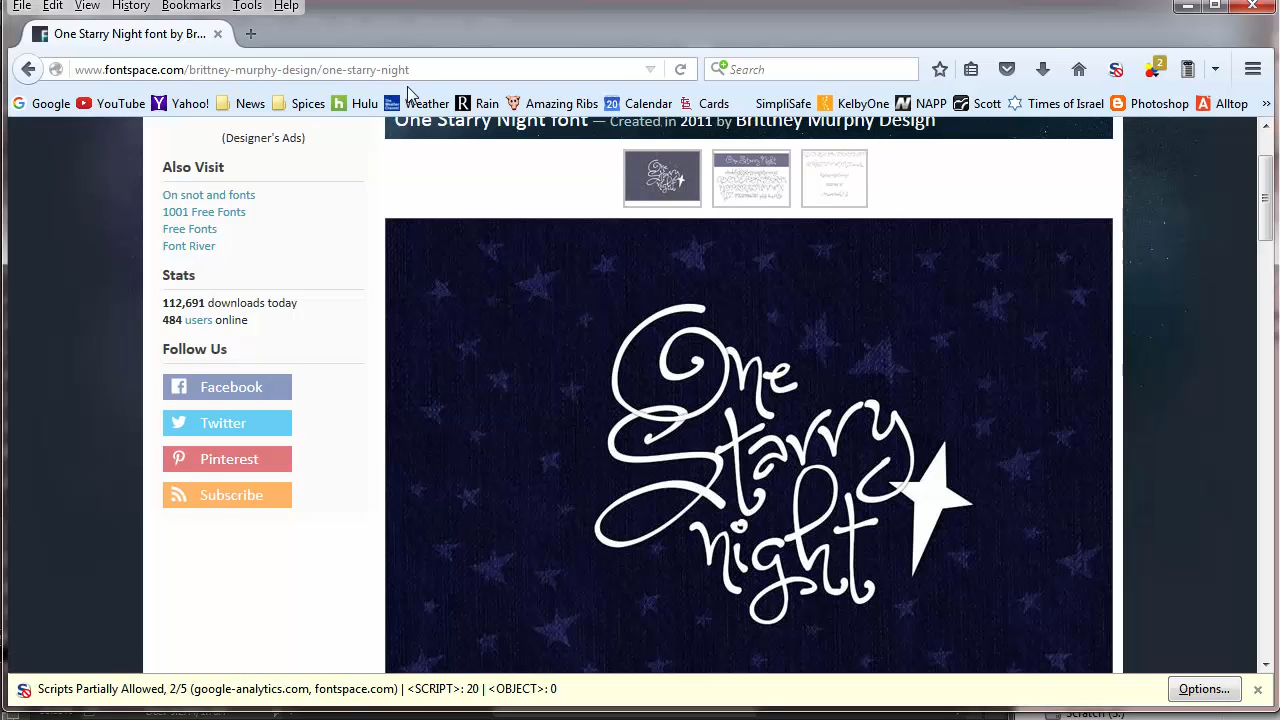 File Edit View History Bookmarks Tools Help
One Starry Night font by Br...
www.fontspace.com/brittney-murphy-design/one-starry-night
Search
2
Google YouTube Yahoo! News Spices Hulu Weather Rain Amazing Ribs 20 Calendar Cards SimpliSafe KelbyOne NAPP Scott Times of I... Photoshop Alltop
One Starry Night font — Created in 2011 by Brittney Murphy Design
(Designer's Ads)
Also Visit
On snot and fonts
1001 Free Fonts
Free Fonts
Font River
Stats
112,691 downloads today
484 users online
Follow Us
Facebook
Twitter
Pinterest
Subscribe
One Starry Night
One
Starry
night
Scripts Partially Allowed, 2/5 (google-analytics.com, fontspace.com) | <SCRIPT>: 20 | <OBJECT>: 0
Options...